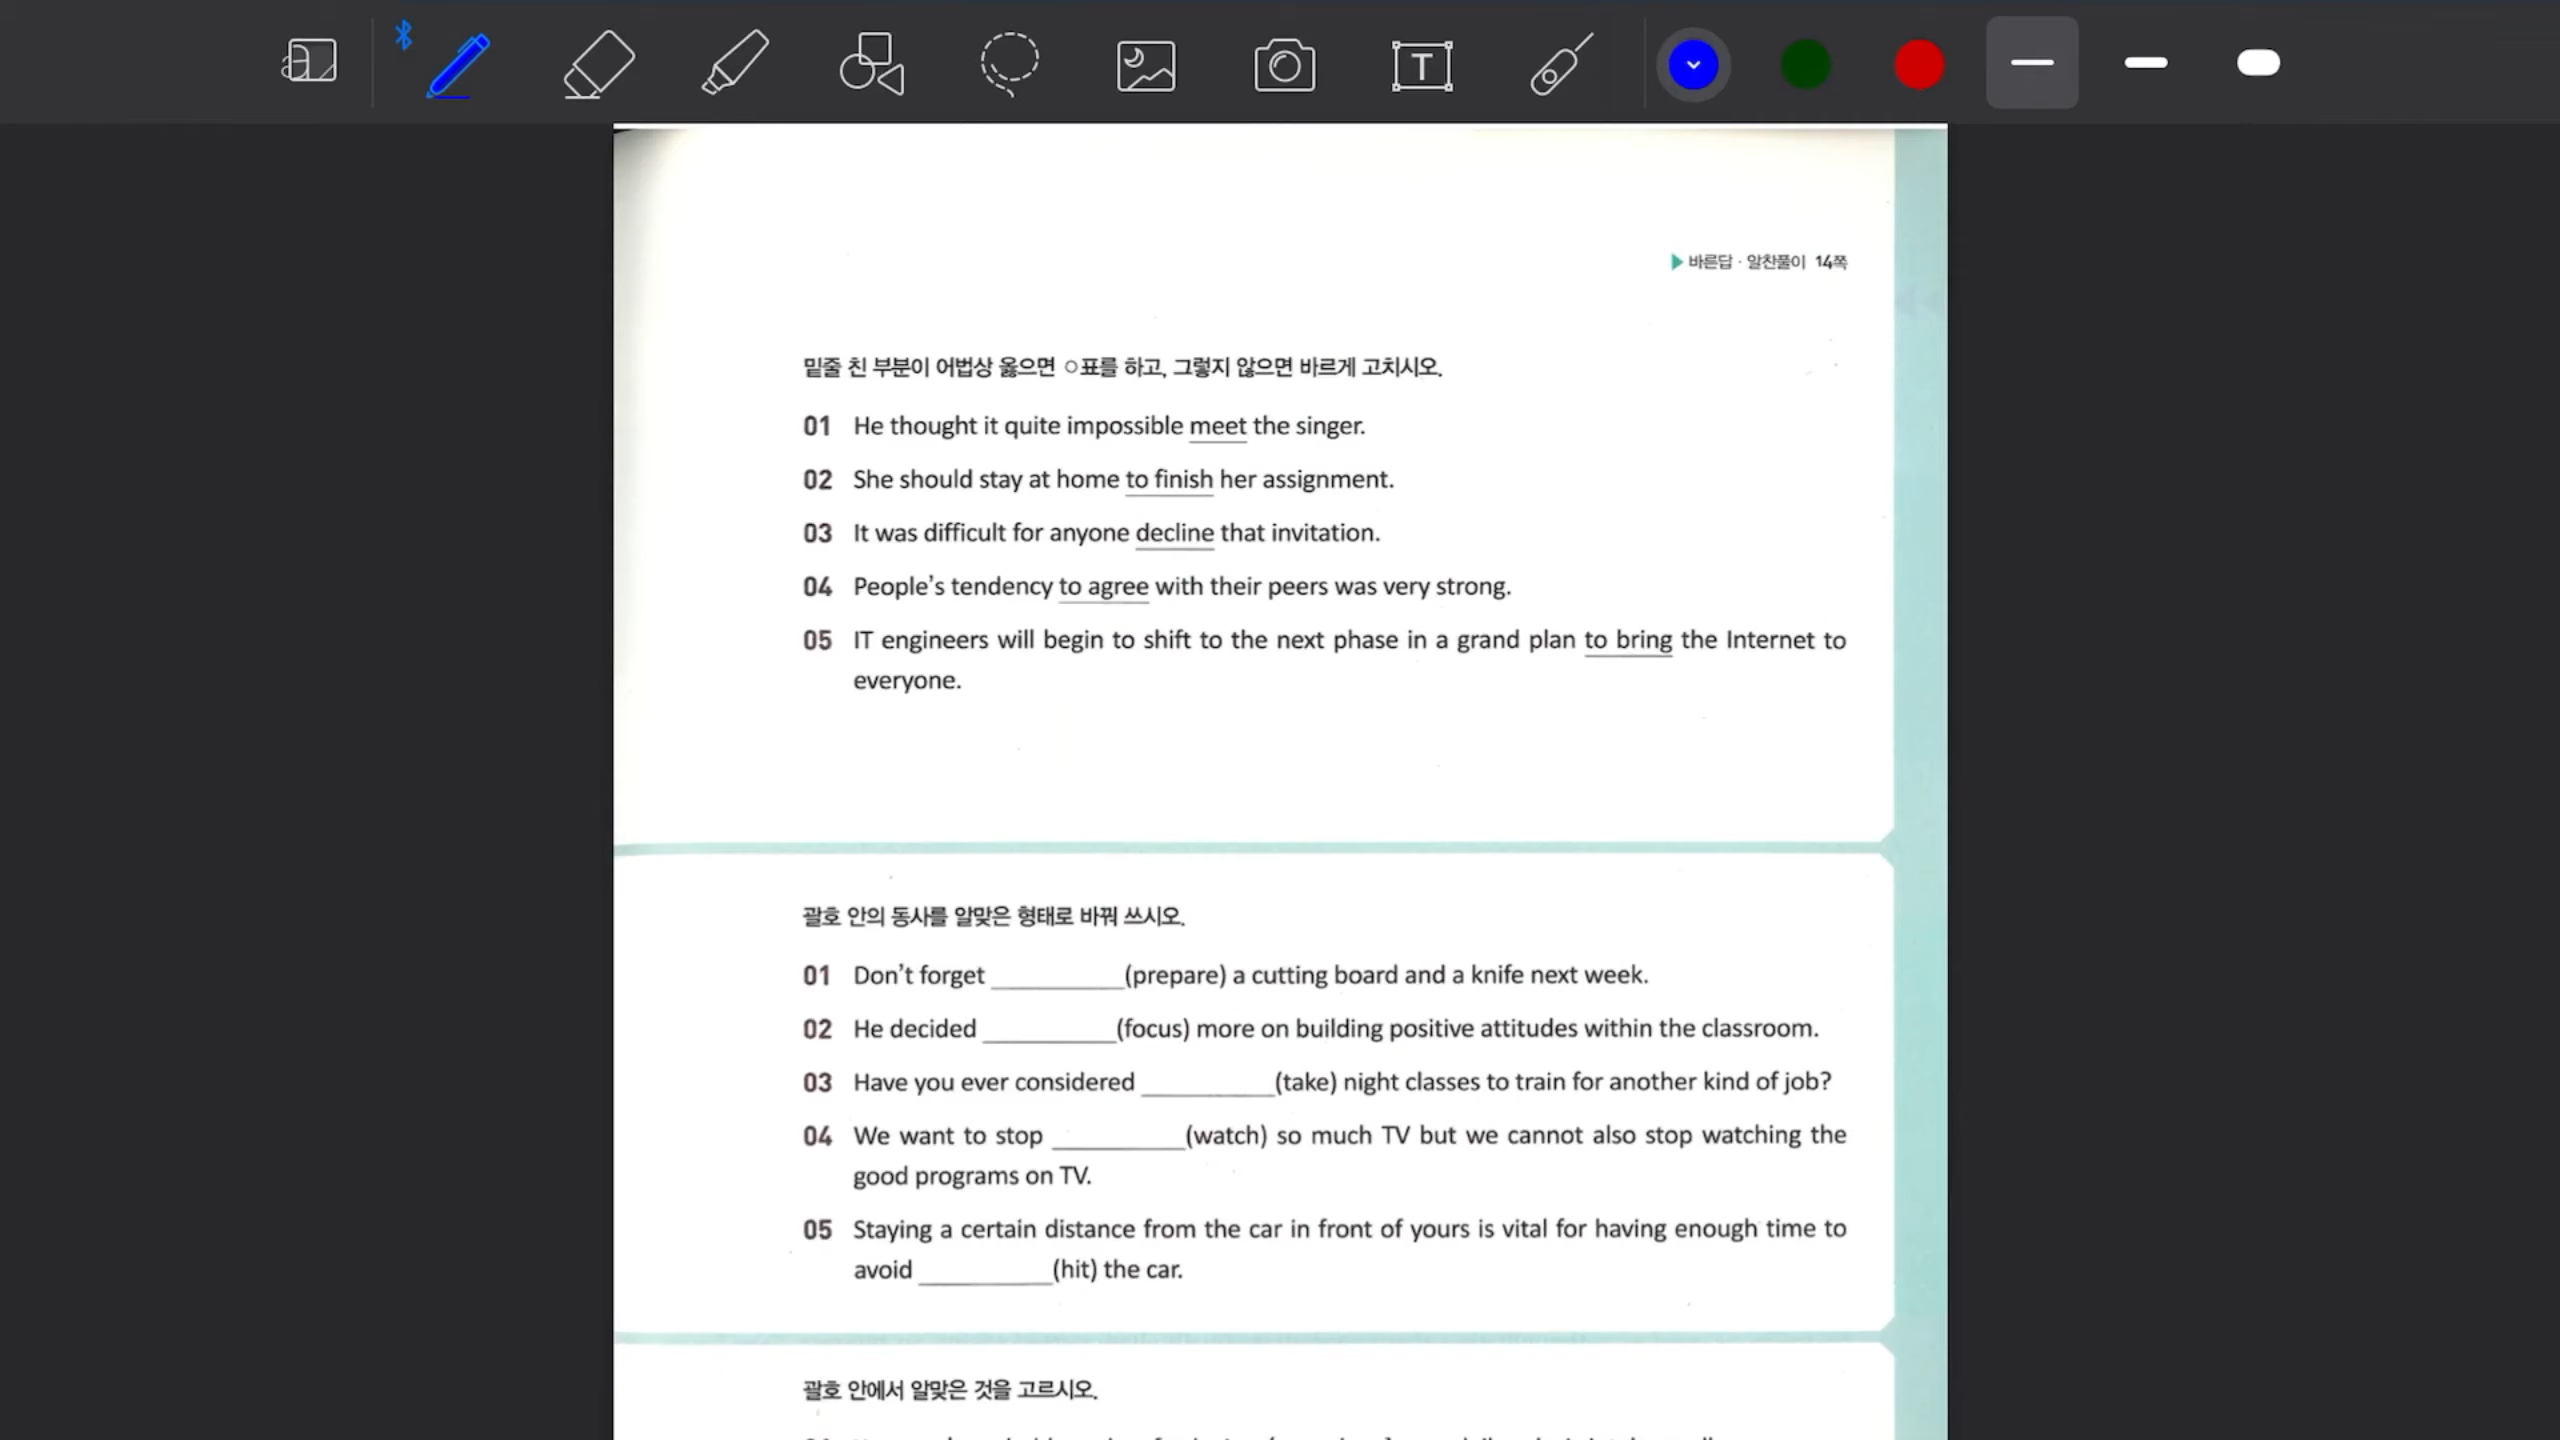 a
T
▶ 바른답 · 알찬풀이 14쪽
밑줄 친 부분이 어법상 옳으면 ○표를 하고, 그렇지 않으면 바르게 고치시오.
01 He thought it quite impossible meet the singer.
02 She should stay at home to finish her assignment.
03 It was difficult for anyone decline that invitation.
04 People's tendency to agree with their peers was very strong.
05 IT engineers will begin to shift to the next phase in a grand plan to bring the Internet to
everyone.
괄호 안의 동사를 알맞은 형태로 바꿔 쓰시오.
01 Don't forget __________(prepare) a cutting board and a knife next week.
02 He decided __________(focus) more on building positive attitudes within the classroom.
03 Have you ever considered __________(take) night classes to train for another kind of job?
04 We want to stop __________(watch) so much TV but we cannot also stop watching the
good programs on TV.
05 Staying a certain distance from the car in front of yours is vital for having enough time to
avoid __________(hit) the car.
괄호 안에서 알맞은 것을 고르시오.